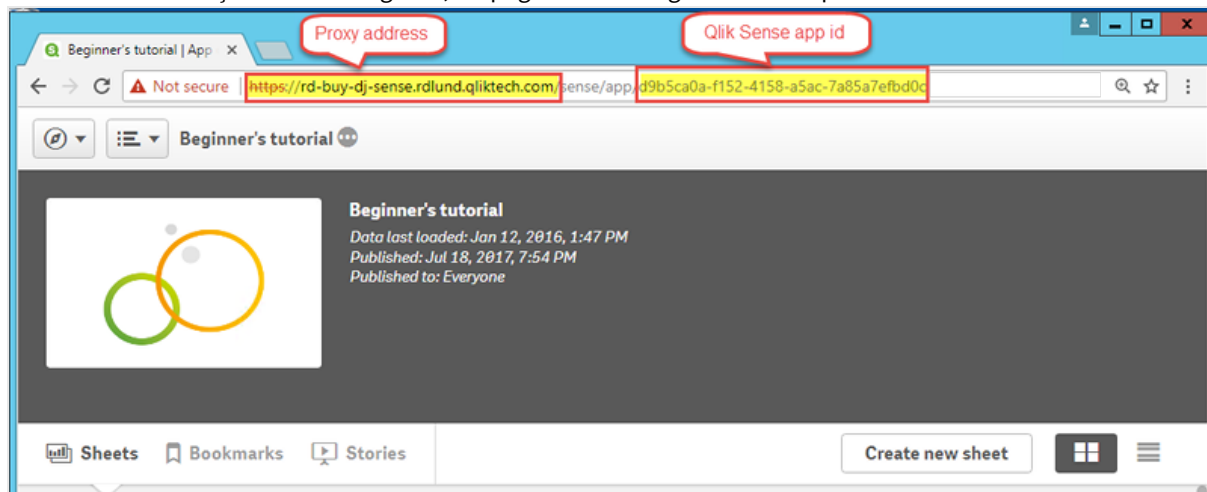 Proxy address
Qlik Sense app id
Beginner's tutorial | App
Not secure https://rd-buy-dj-sense.rdlund.qliktech.com/sense/app/d9b5ca0a-f152-4158-a5ac-7a85a7efbd0c
Beginner's tutorial
Beginner's tutorial
Data last loaded: Jan 12, 2016, 1:47 PM
Published: Jul 18, 2017, 7:54 PM
Published to: Everyone
Sheets Bookmarks Stories Create new sheet